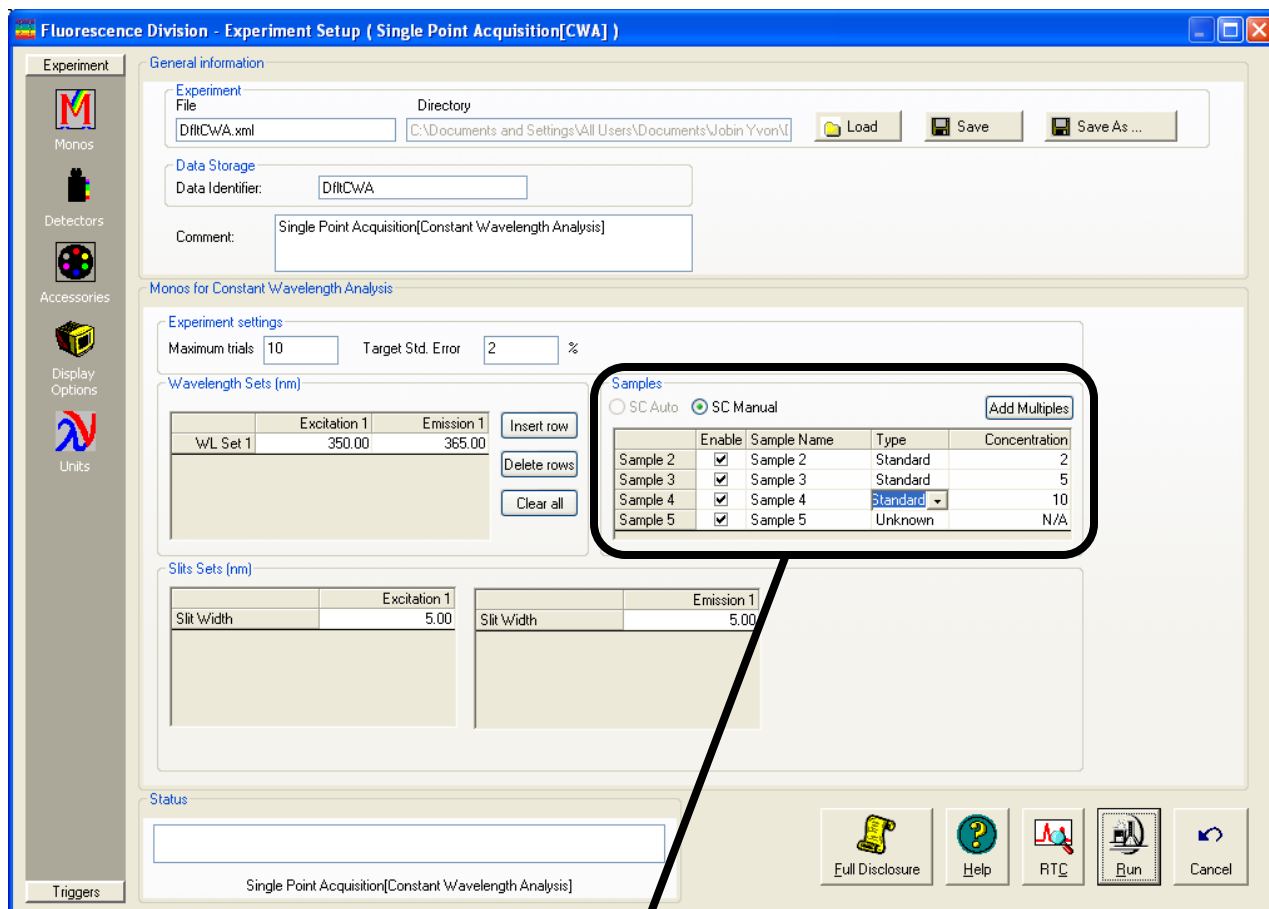 Fluorescence Division - Experiment Setup ( Single Point Acquisition[CWA] )
Experiment
Monos
Detectors
Accessories
Display
Options
Units
Triggers
General information
Experiment
File Directory
DfltCWA.xml C:\Documents and Settings\All Users\Documents\Jobin Yvon\ Load Save Save As ...
Data Storage
Data Identifier: DfltCWA
Comment: Single Point Acquisition[Constant Wavelength Analysis]
Monos for Constant Wavelength Analysis
Experiment settings
Maximum trials 10 Target Std. Error 2 %
Wavelength Sets (nm)
Excitation 1 Emission 1
WL Set 1 350.00 365.00
Insert row
Delete rows
Clear all
Samples
SC Auto SC Manual Add Multiples
Enable Sample Name Type Concentration
Sample 2 Sample 2 Standard 2
Sample 3 Sample 3 Standard 5
Sample 4 Sample 4 Standard 10
Sample 5 Sample 5 Unknown N/A
Slits Sets (nm)
Excitation 1
Slit Width 5.00
Emission 1
Slit Width 5.00
Status
Single Point Acquisition[Constant Wavelength Analysis]
Full Disclosure Help RTC Run Cancel